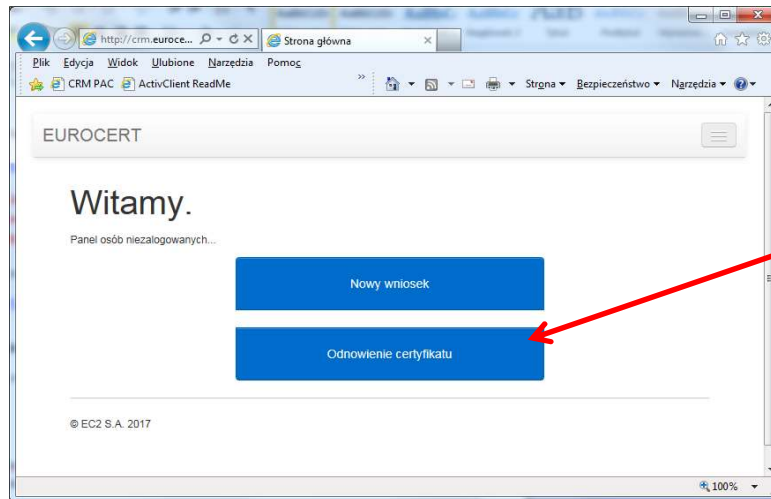 http://crm.euroce...
Strona główna
Plik Edycja Widok Ulubione Narzędzia Pomoc
CRM PAC ActivClient ReadMe
Strona Bezpieczeństwo Narzędzia
EUROCERT
Witamy.
Panel osób niezalogowanych...
Nowy wniosek
Odnowienie certyfikatu
© EC2 S.A. 2017
100%